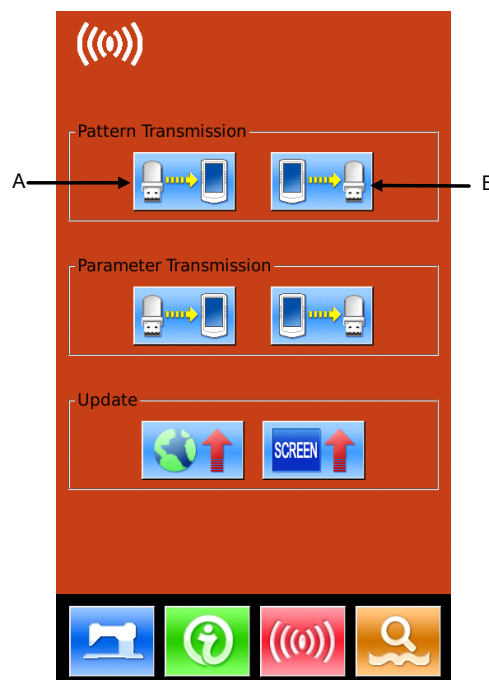 Pattern Transmission
A
Parameter Transmission
Update
SCREEN